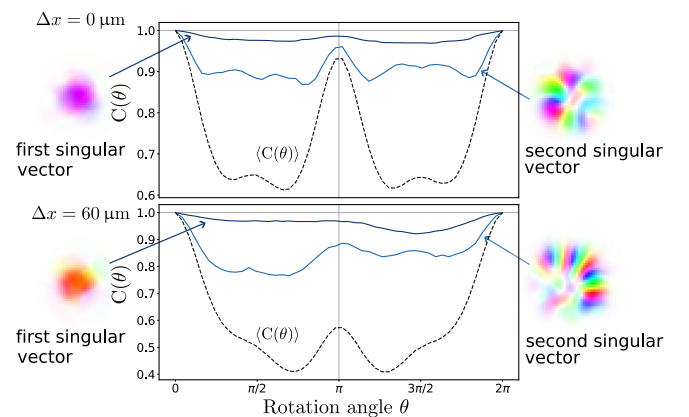 Δx = 0 μm
1.0
0.9
0.8
0.7
0.6
C(θ)
⟨C(θ)⟩
first singular
vector
second singular
vector
Δx = 60 μm
1.0
0.9
0.8
0.7
0.6
0.5
0.4
C(θ)
⟨C(θ)⟩
first singular
vector
second singular
vector
0 π/2 π 3π/2 2π
Rotation angle θ